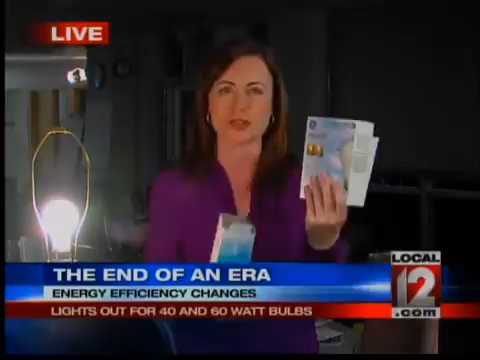 LIVE
THE END OF AN ERA
ENERGY EFFICIENCY CHANGES
LIGHTS OUT FOR 40 AND 60 WATT BULBS
LOCAL
12
.com